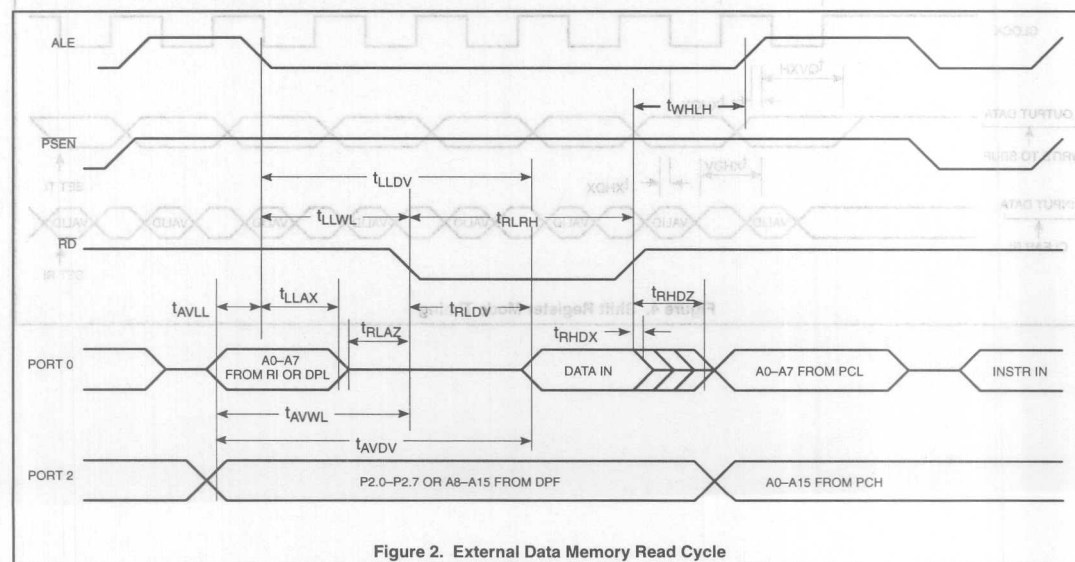 ALE
tWHLH
PSEN
tLLDV
tLLWL
tRLRH
RD
tAVLL
tLLAX
tRLAZ
tRLDV
tRHDZ
tRHDX
PORT 0
A0–A7
FROM RI OR DPL
DATA IN
A0–A7 FROM PCL
INSTR IN
tAVWL
tAVDV
PORT 2
P2.0–P2.7 OR A8–A15 FROM DPF
A0–A15 FROM PCH
Figure 2. External Data Memory Read Cycle